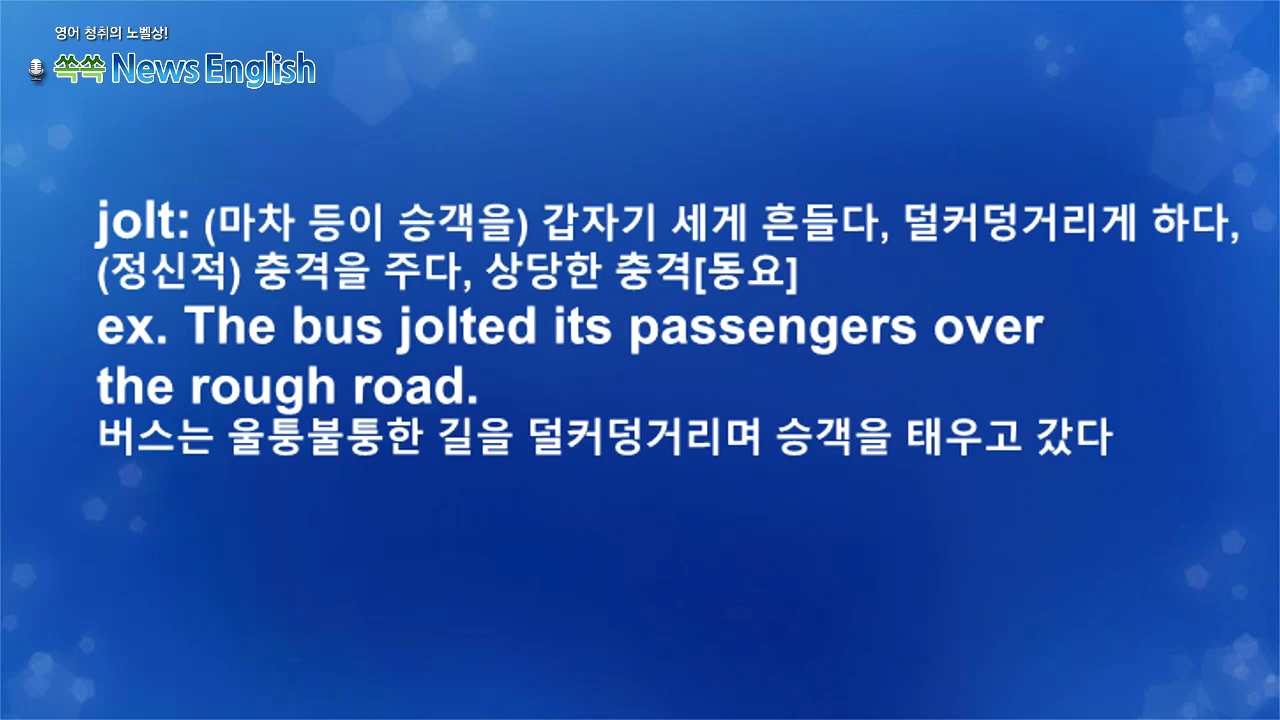 영어 청취의 노벨상!
쏙쏙 News English
jolt: (마차 등이 승객을) 갑자기 세게 흔들다, 덜커덩거리게 하다,
(정신적) 충격을 주다, 상당한 충격[동요]
ex. The bus jolted its passengers over
the rough road.
버스는 울퉁불퉁한 길을 덜커덩거리며 승객을 태우고 갔다